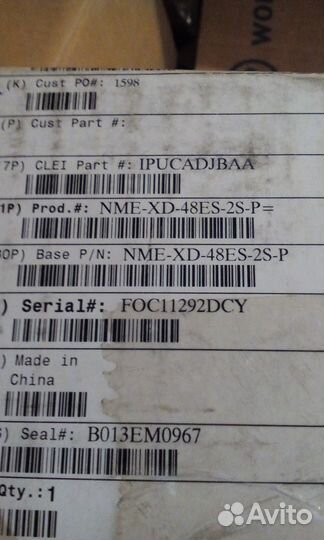 WO
(K) Cust PO#: 1598
(P) Cust Part #:
7P) CLEI Part #: IPUCADJBAA
1P) Prod.#: NME-XD-48ES-2S-P=
0P) Base P/N: NME-XD-48ES-2S-P
) Serial#: FOC11292DCY
) Made in
China
) Seal#: B013EM0967
Qty.: 1
Avito